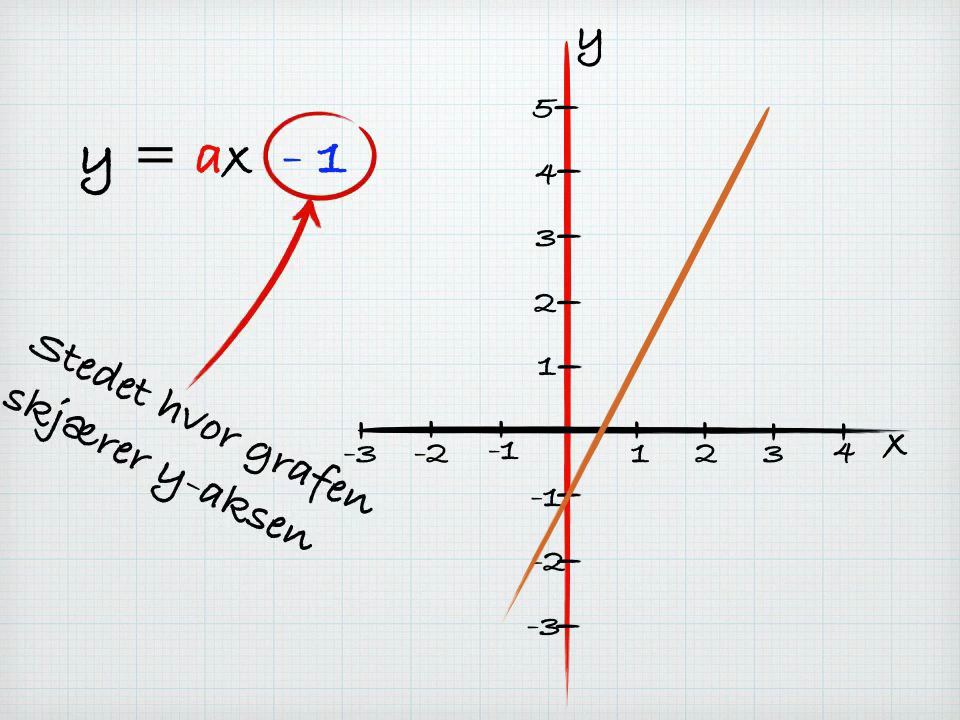 y
y = ax - 1
5
4
3
2
1
Stedet hvor grafen
skjærer y-aksen
-3 -2 -1 1 2 3 4 x
-1
-2
-3